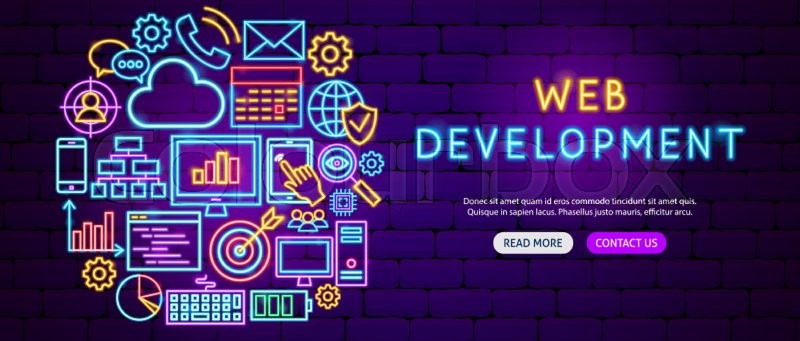 WEB
DEVELOPMENT
Donec sit amet quam id eros commodo tincidunt sit amet quis.
Quisque in sapien lacus. Phasellus justo mauris, efficitur arcu.
READ MORE
CONTACT US